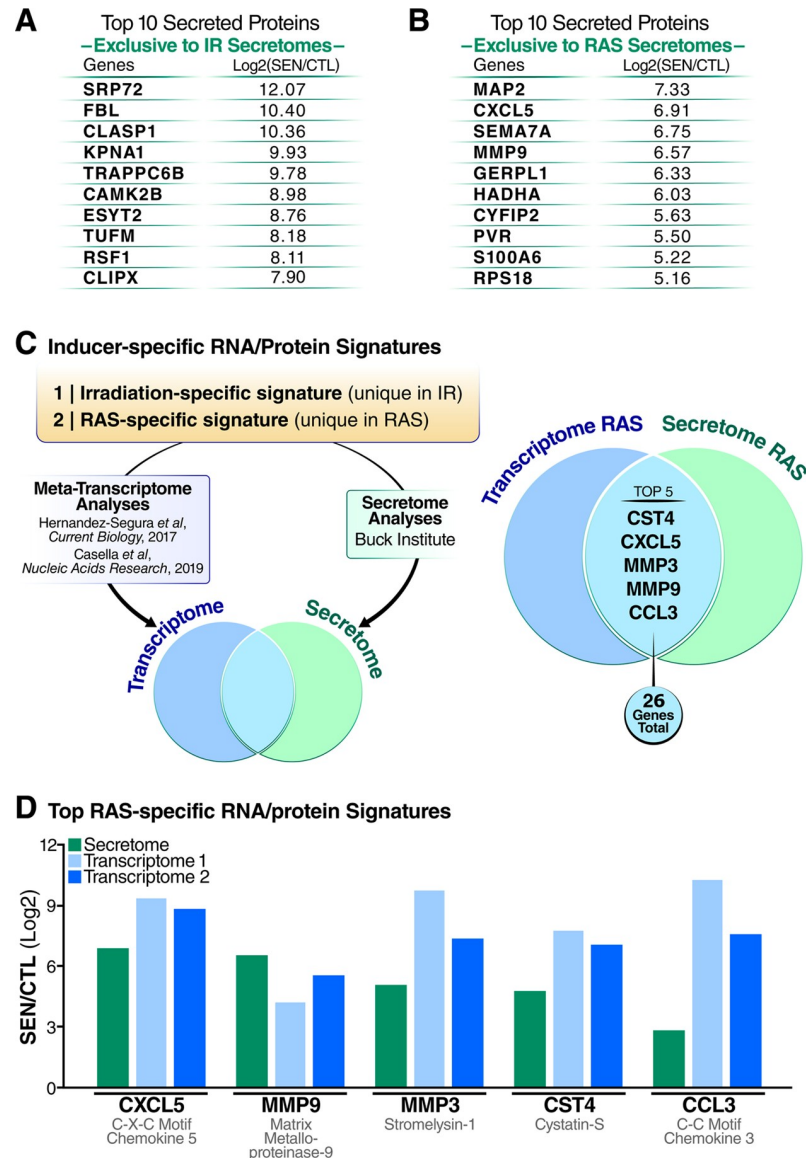 A Top 10 Secreted Proteins
–Exclusive to IR Secretomes–
Genes Log2(SEN/CTL)
SRP72 12.07
FBL 10.40
CLASP1 10.36
KPNA1 9.93
TRAPPC6B 9.78
CAMK2B 8.98
ESYT2 8.76
TUFM 8.18
RSF1 8.11
CLIPX 7.90
B Top 10 Secreted Proteins
–Exclusive to RAS Secretomes–
Genes Log2(SEN/CTL)
MAP2 7.33
CXCL5 6.91
SEMA7A 6.75
MMP9 6.57
GERPL1 6.33
HADHA 6.03
CYFIP2 5.63
PVR 5.50
S100A6 5.22
RPS18 5.16
C Inducer-specific RNA/Protein Signatures
1 | Irradiation-specific signature (unique in IR)
2 | RAS-specific signature (unique in RAS)
Meta-Transcriptome
Analyses
Hernandez-Segura et al,
Current Biology, 2017
Casella et al,
Nucleic Acids Research, 2019
Secretome
Analyses
Buck Institute
Transcriptome
Secretome
Transcriptome RAS
Secretome RAS
TOP 5
CST4
CXCL5
MMP3
MMP9
CCL3
26
Genes
Total
D Top RAS-specific RNA/protein Signatures
Secretome
Transcriptome 1
Transcriptome 2
SEN/CTL (Log2)
12
9
6
3
0
CXCL5
C-X-C Motif
Chemokine 5
MMP9
Matrix
Metallo-
proteinase-9
MMP3
Stromelysin-1
CST4
Cystatin-S
CCL3
C-C Motif
Chemokine 3